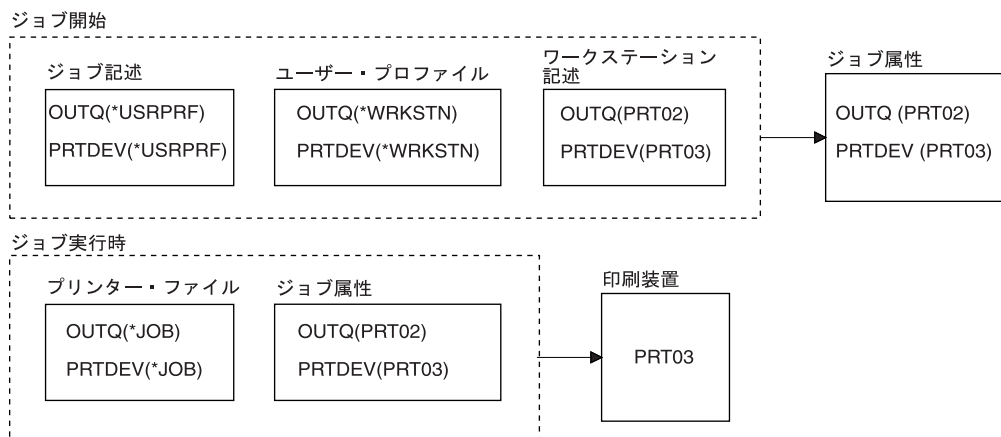 ジョブ開始
ジョブ記述
OUTQ(*USRPRF)
PRTDEV(*USRPRF)
ユーザー・プロファイル
OUTQ(*WRKSTN)
PRTDEV(*WRKSTN)
ワークステーション
記述
OUTQ(PRT02)
PRTDEV(PRT03)
ジョブ属性
OUTQ (PRT02)
PRTDEV (PRT03)
ジョブ実行時
プリンター・ファイル
OUTQ(*JOB)
PRTDEV(*JOB)
ジョブ属性
OUTQ(PRT02)
PRTDEV(PRT03)
印刷装置
PRT03